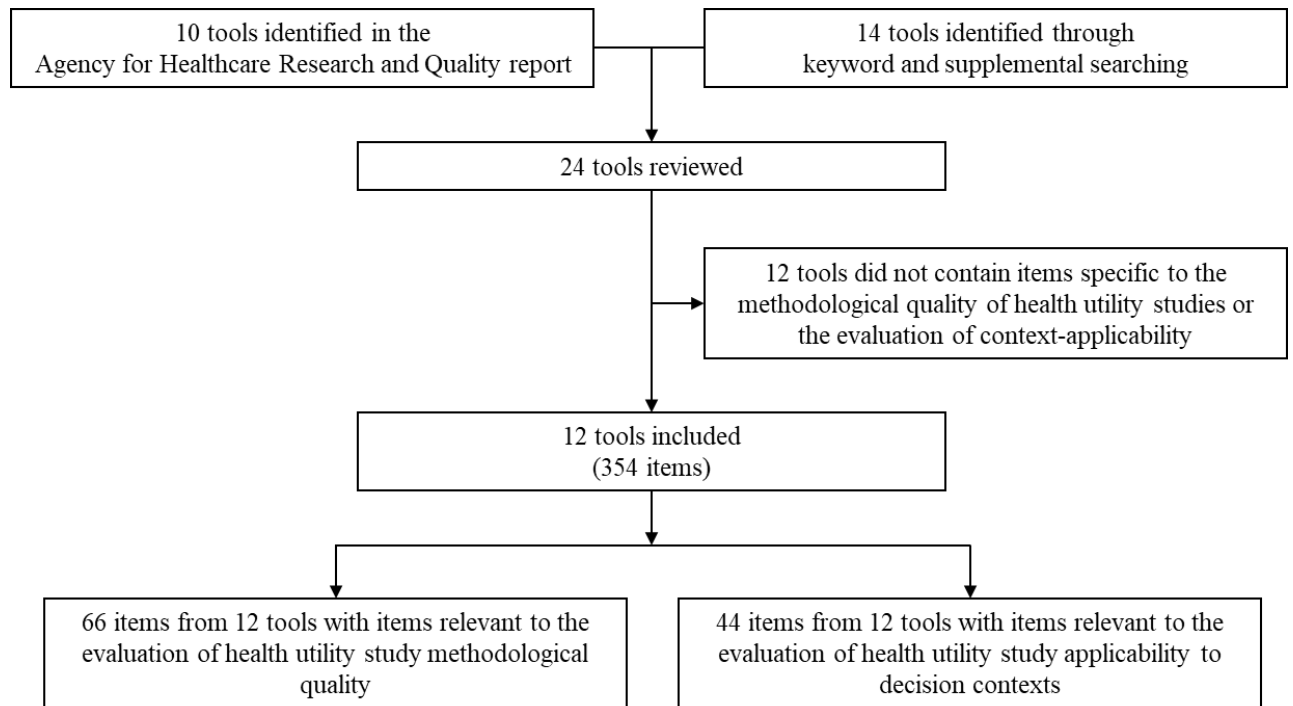 10 tools identified in the
Agency for Healthcare Research and Quality report
14 tools identified through
keyword and supplemental searching
24 tools reviewed
12 tools did not contain items specific to the
methodological quality of health utility studies or
the evaluation of context-applicability
12 tools included
(354 items)
66 items from 12 tools with items relevant to the
evaluation of health utility study methodological
quality
44 items from 12 tools with items relevant to the
evaluation of health utility study applicability to
decision contexts